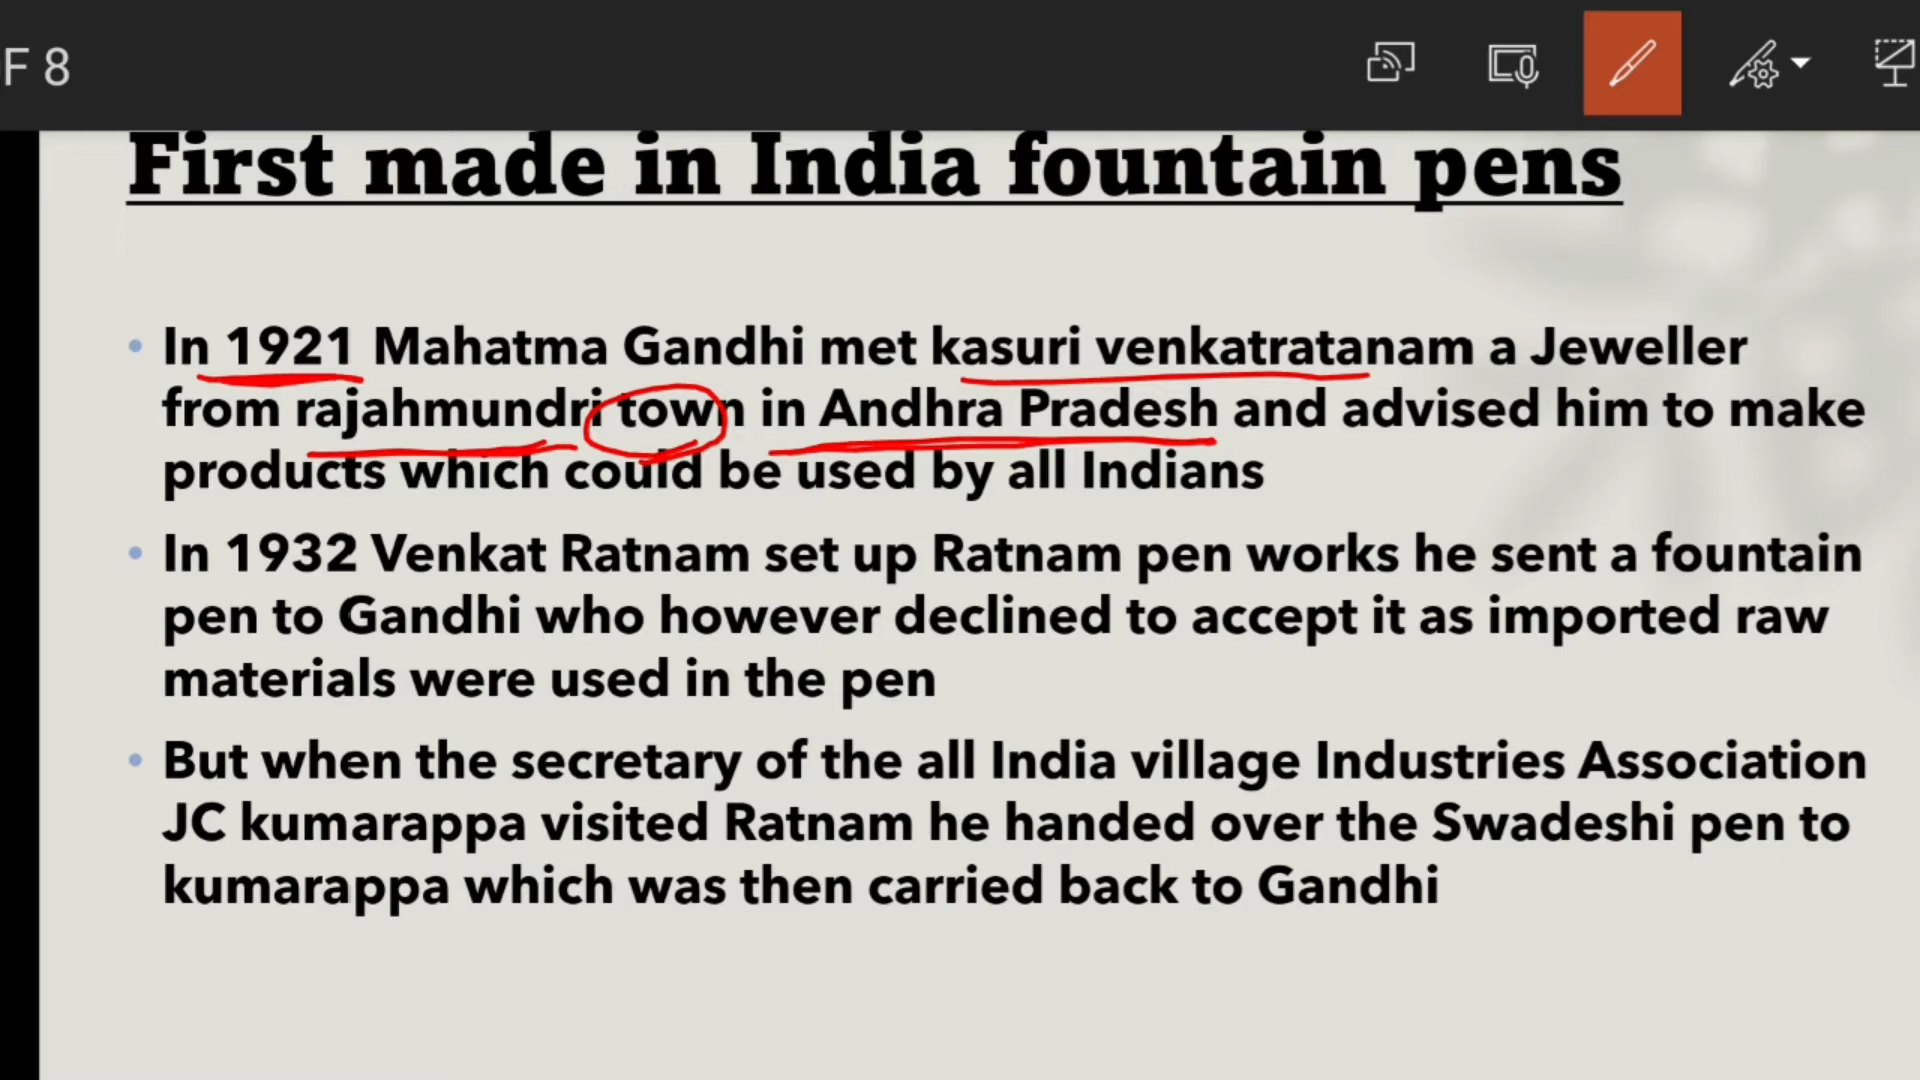 F 8
First made in India fountain pens
• In 1921 Mahatma Gandhi met kasuri venkatratanam a Jeweller
from rajahmundri town in Andhra Pradesh and advised him to make
products which could be used by all Indians
• In 1932 Venkat Ratnam set up Ratnam pen works he sent a fountain
pen to Gandhi who however declined to accept it as imported raw
materials were used in the pen
• But when the secretary of the all India village Industries Association
JC kumarappa visited Ratnam he handed over the Swadeshi pen to
kumarappa which was then carried back to Gandhi